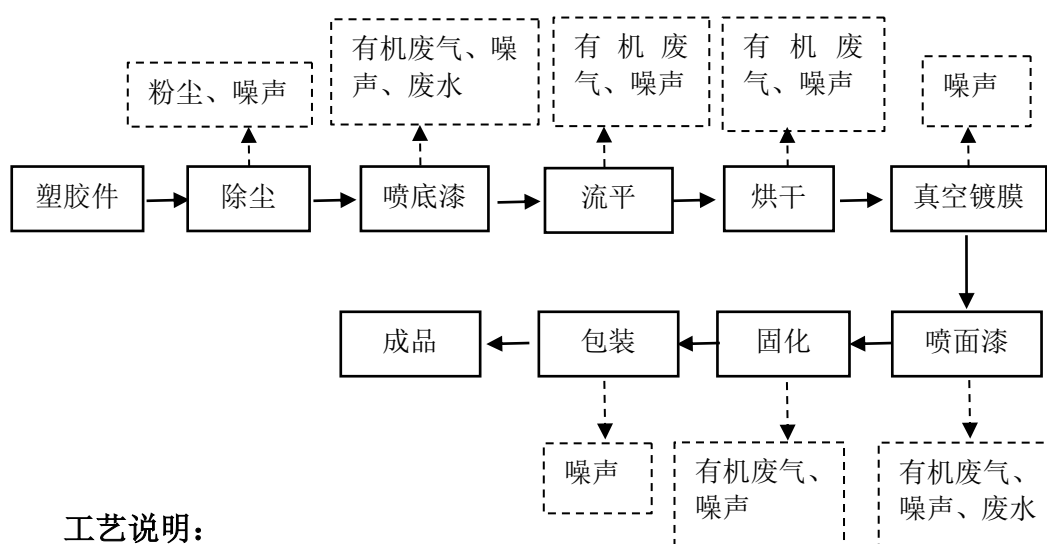 粉尘、噪声
有机废气、噪
声、废水
有机废
气、噪声
有机废
气、噪声
噪声
塑胶件
除尘
喷底漆
流平
烘干
真空镀膜
成品
包装
固化
喷面漆
噪声
有机废气、
噪声
有机废气、
噪声、废水
工艺说明：